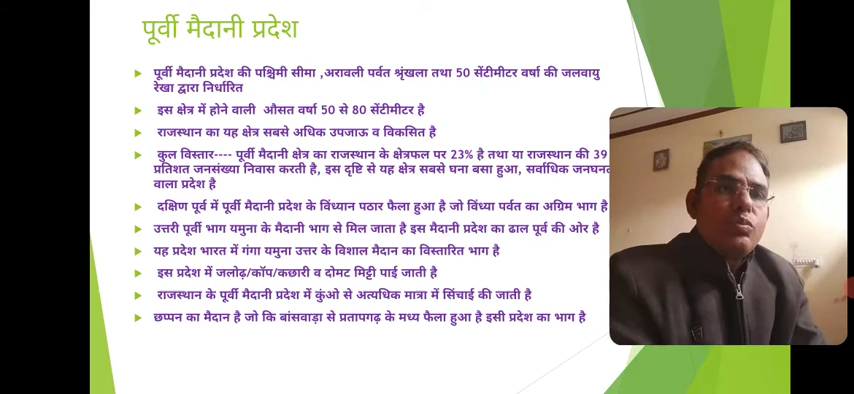 पूर्वी मैदानी प्रदेश
पूर्वी मैदानी प्रदेश की पश्चिमी सीमा ,अरावली पर्वत श्रृंखला तथा 50 सेंटीमीटर वर्षा की जलवायु
रेखा द्वारा निर्धारित
इस क्षेत्र में होने वाली औसत वर्षा 50 से 80 सेंटीमीटर है
राजस्थान का यह क्षेत्र सबसे अधिक उपजाऊ व विकसित है
कुल विस्तार---- पूर्वी मैदानी क्षेत्र का राजस्थान के क्षेत्रफल पर 23% है तथा या राजस्थान की 39
प्रतिशत जनसंख्या निवास करती है, इस दृष्टि से यह क्षेत्र सबसे घना बसा हुआ, सर्वाधिक
वाला प्रदेश है
दक्षिण पूर्व में पूर्वी मैदानी प्रदेश के विंध्यान पठार फैला हुआ है जो विंध्या पर्वत का अग्रिम भाग है
उत्तरी पूर्वी भाग यमुना के मैदानी भाग से मिल जाता है इस मैदानी प्रदेश का ढाल पूर्व की ओर है
यह प्रदेश भारत में गंगा यमुना उत्तर के विशाल मैदान का विस्तारित भाग है
इस प्रदेश में जलोढ़/कॉप/कछारी व दोमट मिट्टी पाई जाती है
राजस्थान के पूर्वी मैदानी प्रदेश में कुंओ से अत्यधिक मात्रा में सिंचाई की जाती है
छप्पन का मैदान है जो कि बांसवाड़ा से प्रतापगढ़ के मध्य फैला हुआ है इसी प्रदेश का भाग है